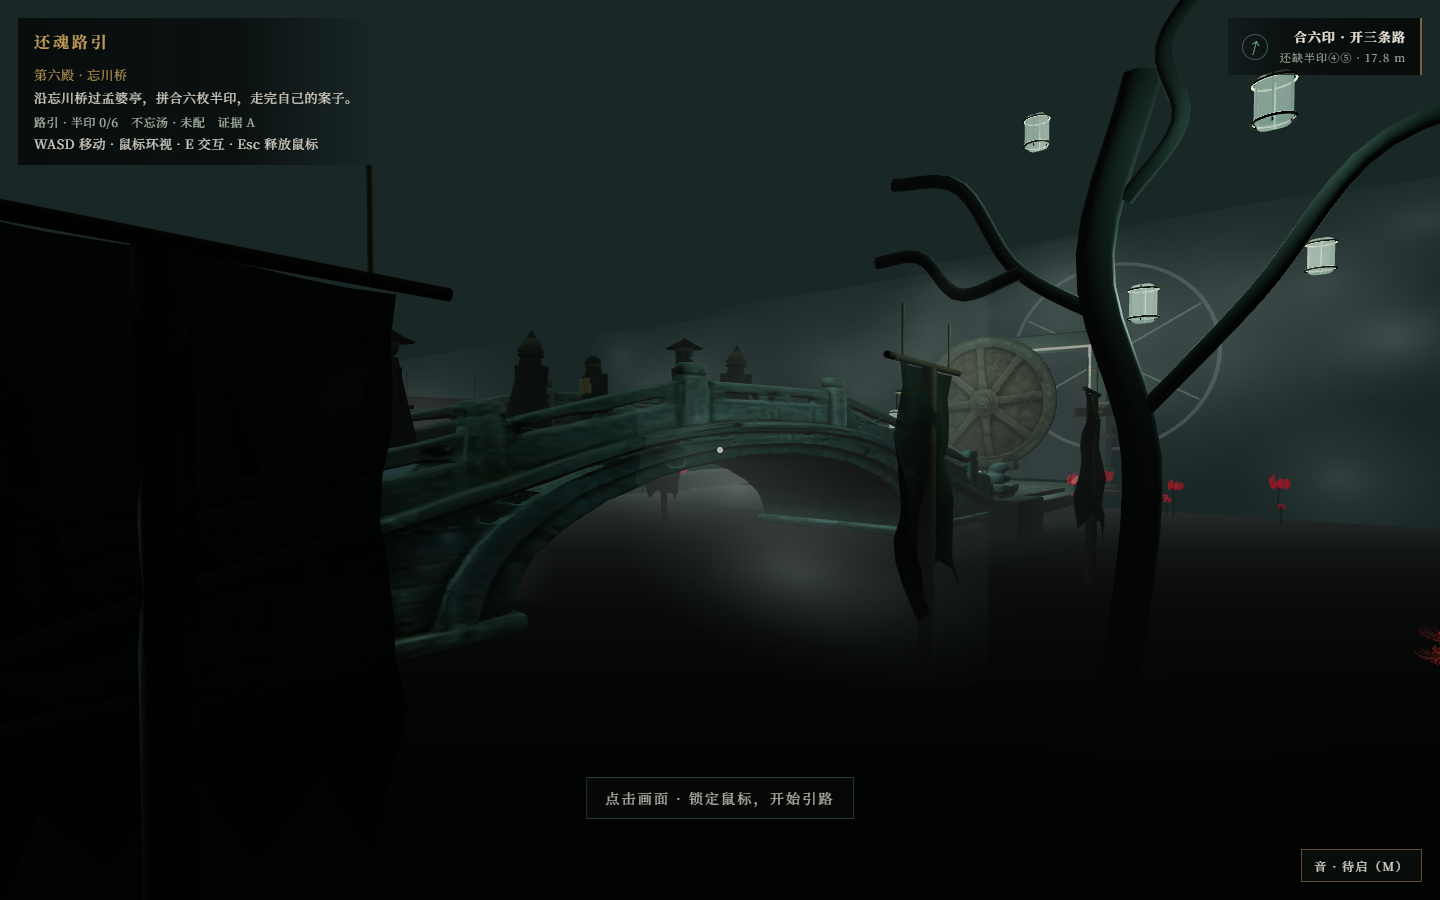 还魂路引
第六殿 · 忘川桥
沿忘川桥过孟婆亭，拼合六枚半印，走完自己的案子。
路引 · 半印 0/6 不忘汤 · 未配 证据 A
WASD 移动 · 鼠标环视 · E 交互 · Esc 释放鼠标
合六印 · 开三条路
还缺半印④⑤ · 17.8 m
点击画面 · 锁定鼠标，开始引路
音 · 待启（M）